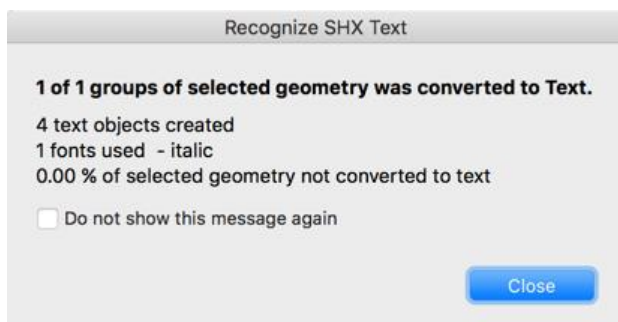 Recognize SHX Text
1 of 1 groups of selected geometry was converted to Text.
4 text objects created
1 fonts used  - italic
0.00 % of selected geometry not converted to text
Do not show this message again
Close